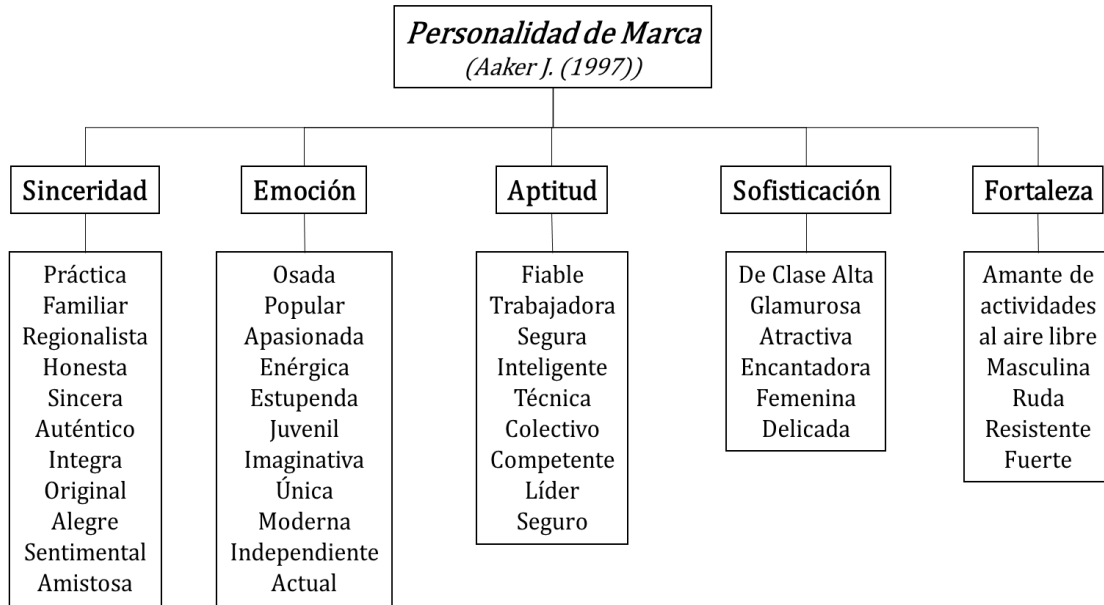 Personalidad de Marca
(Aaker J. (1997))
Sinceridad
Práctica
Familiar
Regionalista
Honesta
Sincera
Auténtico
Integra
Original
Alegre
Sentimental
Amistosa
Emoción
Osada
Popular
Apasionada
Enérgica
Estupenda
Juvenil
Imaginativa
Única
Moderna
Independiente
Actual
Aptitud
Fiable
Trabajadora
Segura
Inteligente
Técnica
Colectivo
Competente
Líder
Seguro
Sofisticación
De Clase Alta
Glamurosa
Atractiva
Encantadora
Femenina
Delicada
Fortaleza
Amante de
actividades
al aire libre
Masculina
Ruda
Resistente
Fuerte